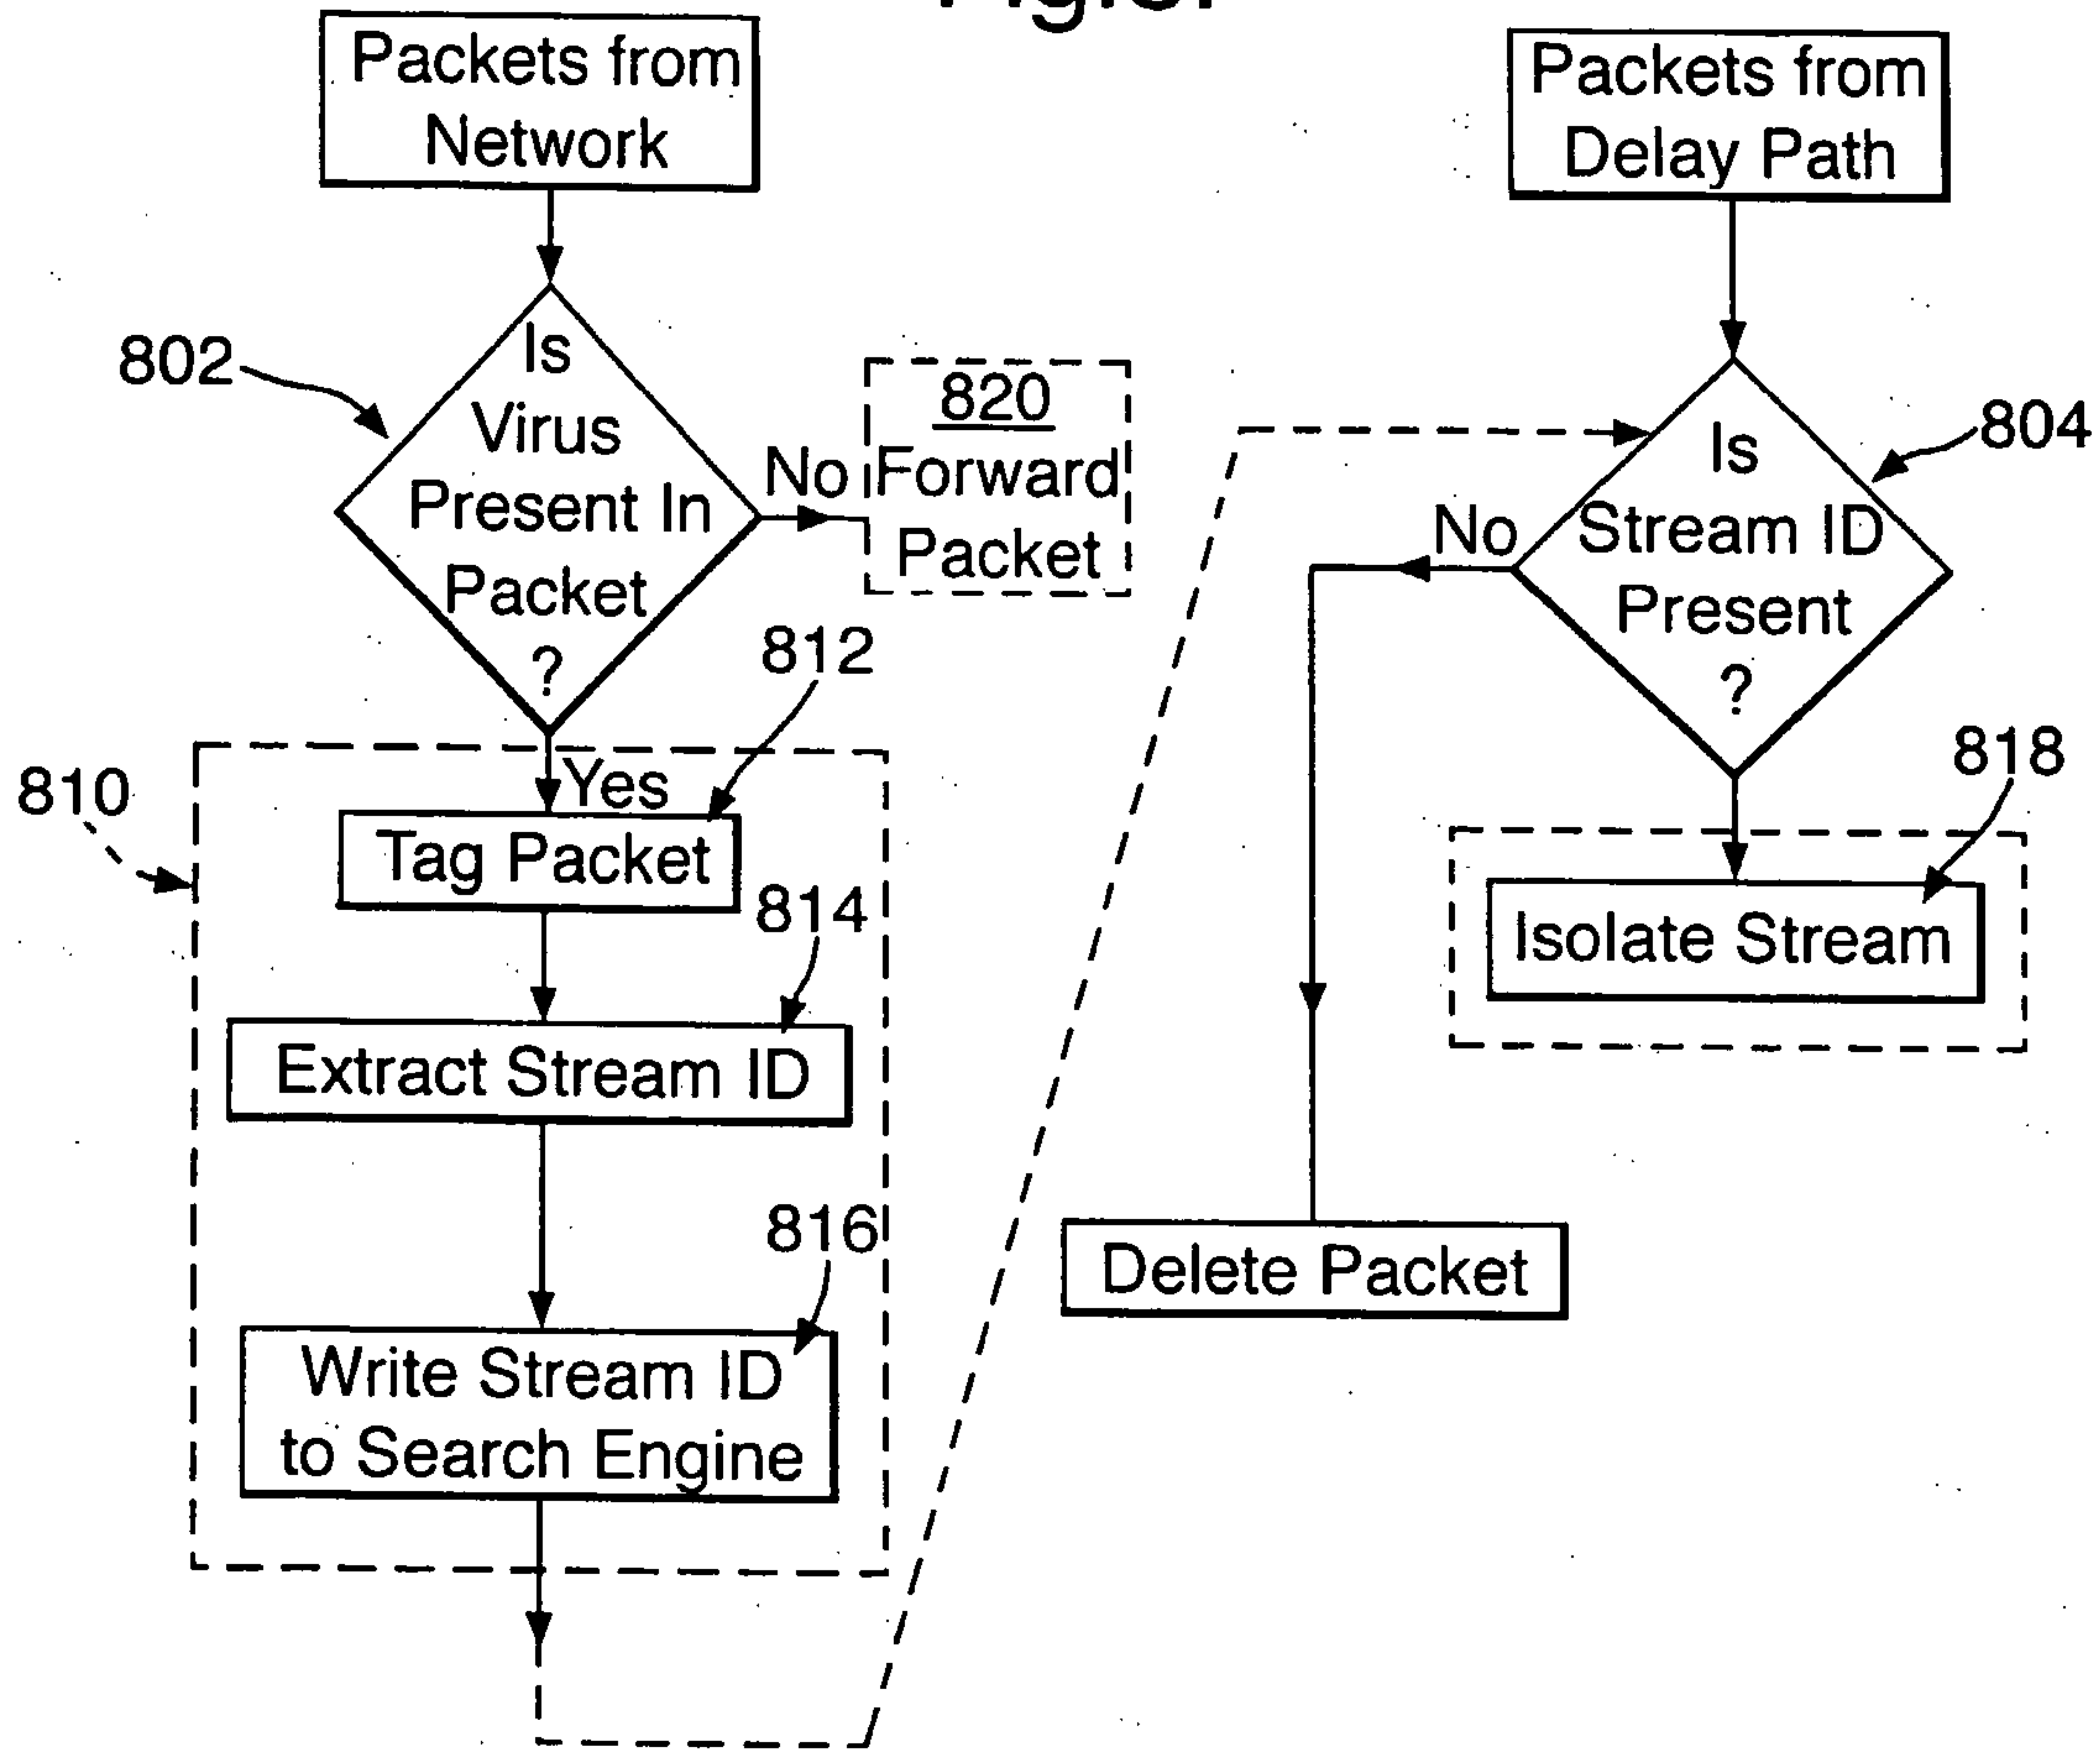 Packets from
Network
Packets from
Delay Path
802
Is
Virus
Present In
Packet
?
No
820
Forward
Packet
804
Is
Stream ID
Present
?
No
812
810
Yes
Tag Packet
818
Isolate Stream
814
Extract Stream ID
816
Delete Packet
Write Stream ID
to Search Engine